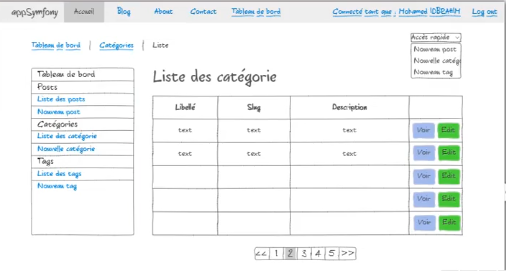 appSymfony Accueil Blog About Contact Tableau de bord Connecté tant que : Mohamed IDBRAHIM Log out
Tableau de bord | Catégories | Liste
Accés rapide
Nouveau post
Nouvelle catégo
Nouveau tag
Tableau de bord
Posts
Liste des posts
Nouveau post
Catégories
Liste des catégorie
Nouvelle catégorie
Tags
Liste des tags
Nouveau tag
Liste des catégorie
Libellé Slug Description
text text text Voir Edit
text text text Voir Edit
Voir Edit
Voir Edit
Voir Edit
<< 1 2 3 4 5 >>